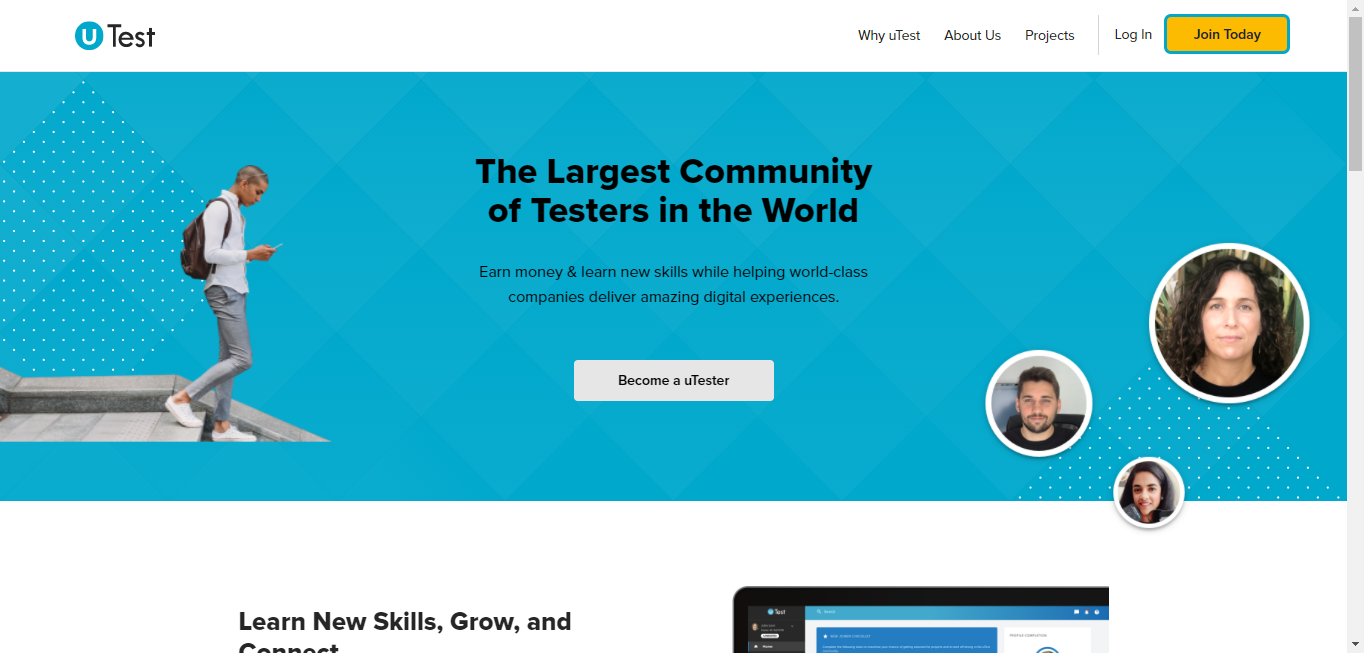 uTest
Why uTest
About Us
Projects
Log In
Join Today
The Largest Community
of Testers in the World
Earn money & learn new skills while helping world-class
companies deliver amazing digital experiences.
Become a uTester
Learn New Skills, Grow, and
Connect
uTest
Search
Home
PROFILE COMPLETION